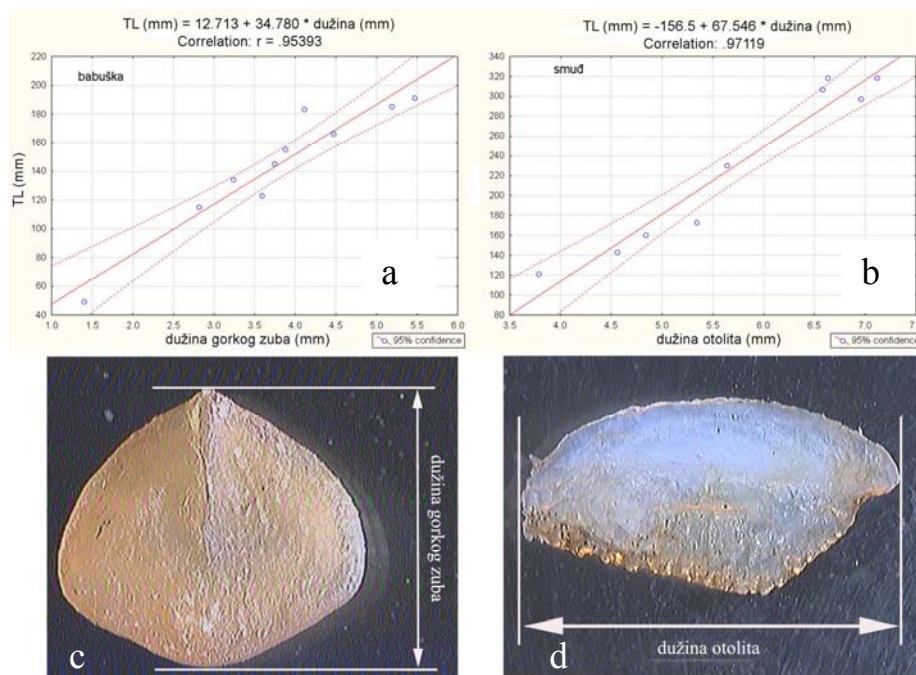 TL (mm) = 12.713 + 34.780 * dužina (mm)
Correlation: r = .95393
babuška
TL (mm)
220
200
180
160
140
120
100
80
60
40
1.0 1.5 2.0 2.5 3.0 3.5 4.0 4.5 5.0 5.5 6.0
dužina gorkog zuba (mm)
95% confidence
a
TL (mm) = -156.5 + 67.546 * dužina (mm)
Correlation: .97119
smuđ
340
320
300
280
260
240
220
200
180
160
140
120
100
80
3.5 4.0 4.5 5.0 5.5 6.0 6.5 7.0
dužina otolita (mm)
95% confidence
b
dužina gorkog zuba
c
dužina otolita
d